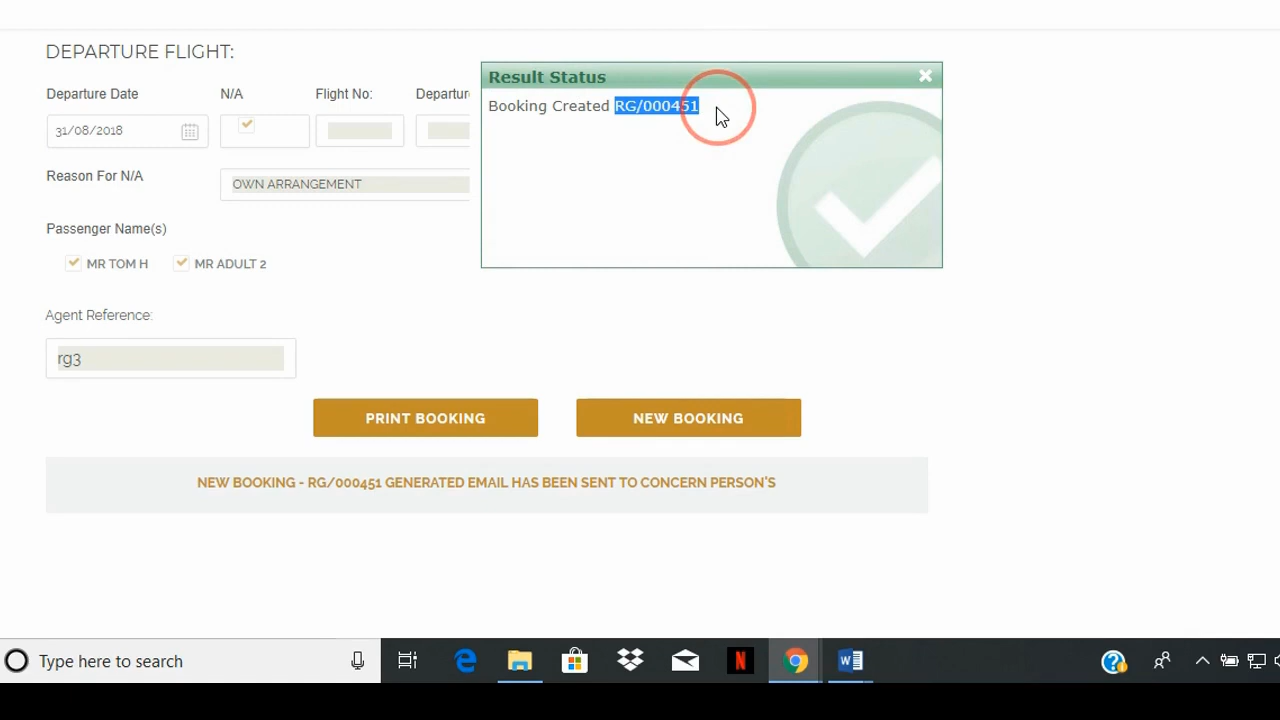 DEPARTURE FLIGHT:
Result Status
Booking Created RG/000451
Departure Date N/A Flight No: Departure
31/08/2018
Reason For N/A OWN ARRANGEMENT
Passenger Name(s)
MR TOM H MR ADULT 2
Agent Reference:
rg3
PRINT BOOKING NEW BOOKING
NEW BOOKING - RG/000451 GENERATED EMAIL HAS BEEN SENT TO CONCERN PERSON'S
Type here to search